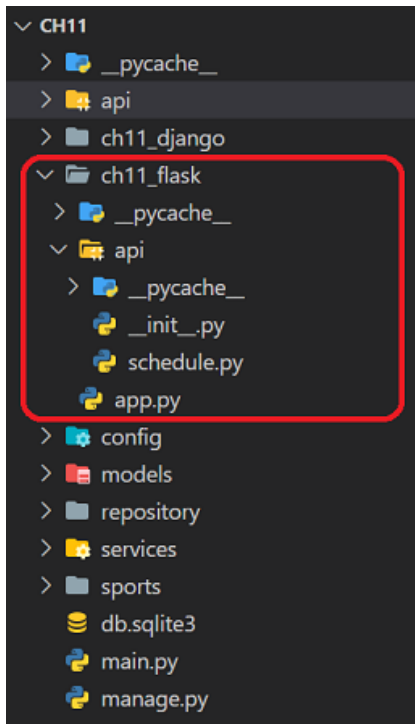 CH11
__pycache__
api
ch11_django
ch11_flask
__pycache__
api
__pycache__
__init__.py
schedule.py
app.py
config
models
repository
services
sports
db.sqlite3
main.py
manage.py